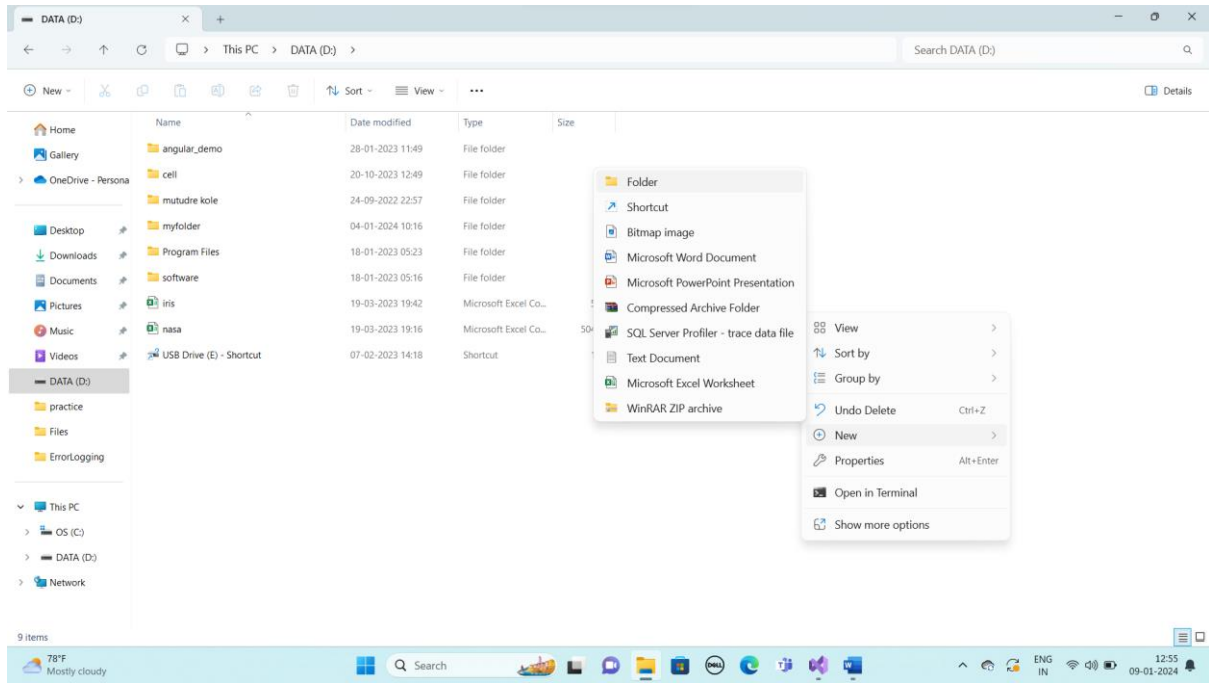 DATA (D:)
This PC > DATA (D:) >
Search DATA (D:)
New
Sort
View
Details
Home
Gallery
OneDrive - Persona
Desktop
Downloads
Documents
Pictures
Music
Videos
DATA (D:)
practice
Files
ErrorLogging
This PC
OS (C:)
DATA (D:)
Network
Name Date modified Type Size
angular_demo 28-01-2023 11:49 File folder
cell 20-10-2023 12:49 File folder
mutudre kole 24-09-2022 22:57 File folder
myfolder 04-01-2024 10:16 File folder
Program Files 18-01-2023 05:23 File folder
software 18-01-2023 05:16 File folder
iris 19-03-2023 19:42 Microsoft Excel Co...
nasa 19-03-2023 19:16 Microsoft Excel Co...
USB Drive (E) - Shortcut 07-02-2023 14:18 Shortcut
Folder
Shortcut
Bitmap image
Microsoft Word Document
Microsoft PowerPoint Presentation
Compressed Archive Folder
SQL Server Profiler - trace data file
Text Document
Microsoft Excel Worksheet
WinRAR ZIP archive
View
Sort by
Group by
Undo Delete Ctrl+Z
New
Properties Alt+Enter
Open in Terminal
Show more options
9 items
78°F
Mostly cloudy
Search
DELL
ENG
IN
12:55
09-01-2024